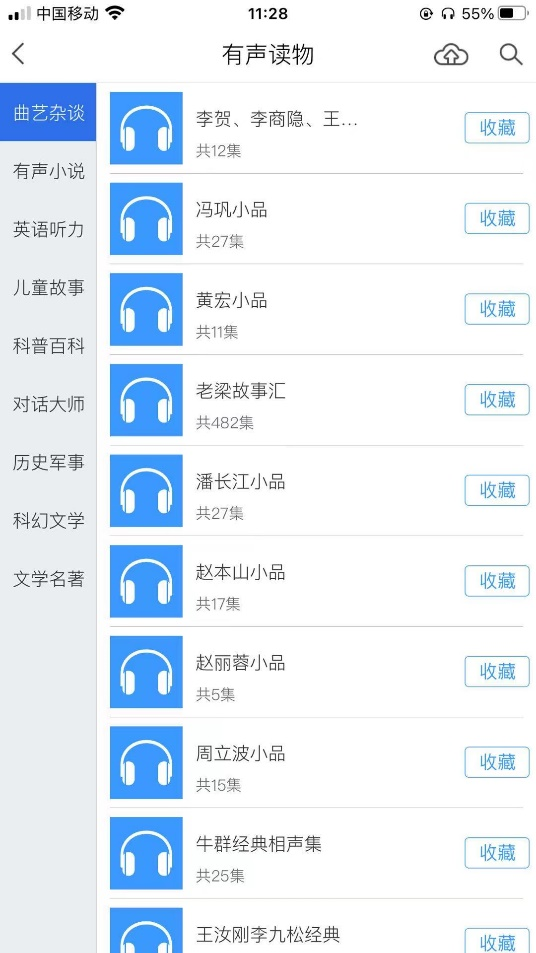 中国移动 11:28 55%
有声读物
曲艺杂谈
有声小说
英语听力
儿童故事
科普百科
对话大师
历史军事
科幻文学
文学名著
李贺、李商隐、王...
共12集
收藏
冯巩小品
共27集
收藏
黄宏小品
共11集
收藏
老梁故事汇
共482集
收藏
潘长江小品
共27集
收藏
赵本山小品
共17集
收藏
赵丽蓉小品
共5集
收藏
周立波小品
共15集
收藏
牛群经典相声集
共25集
收藏
王汝刚李九松经典
收藏